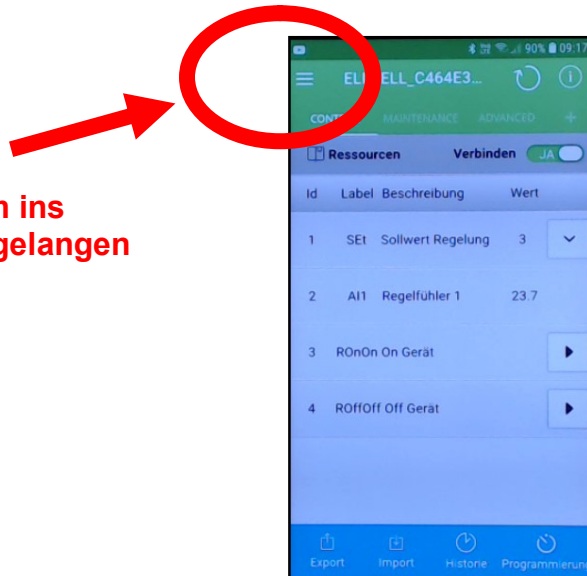 90% 09:17
ELL_C464E3...
MAINTENANCE ADVANCED +
Ressourcen Verbinden JA
Id Label Beschreibung Wert
1 SEt Sollwert Regelung 3
2 AI1 Regelfühler 1 23.7
3 ROnOn On Gerät
4 ROffOff Off Gerät
ins
gelangen
Export Import Historie Programmierung